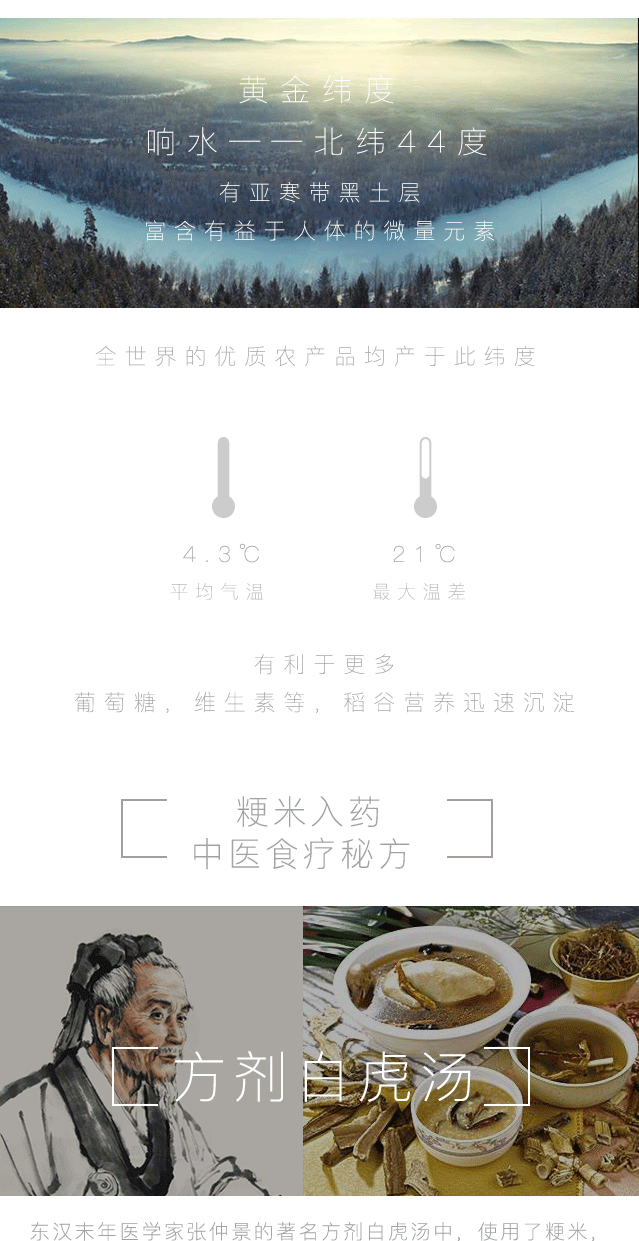 黄金纬度
响水——北纬44度
有亚寒带黑土层
富含有益于人体的微量元素
全世界的优质农产品均产于此纬度
4.3℃
平均气温
21℃
最大温差
有利于更多
葡萄糖，维生素等，稻谷营养迅速沉淀
粳米入药
中医食疗秘方
方剂白虎汤
东汉末年医学家张仲景的著名方剂白虎汤中，使用了粳米，